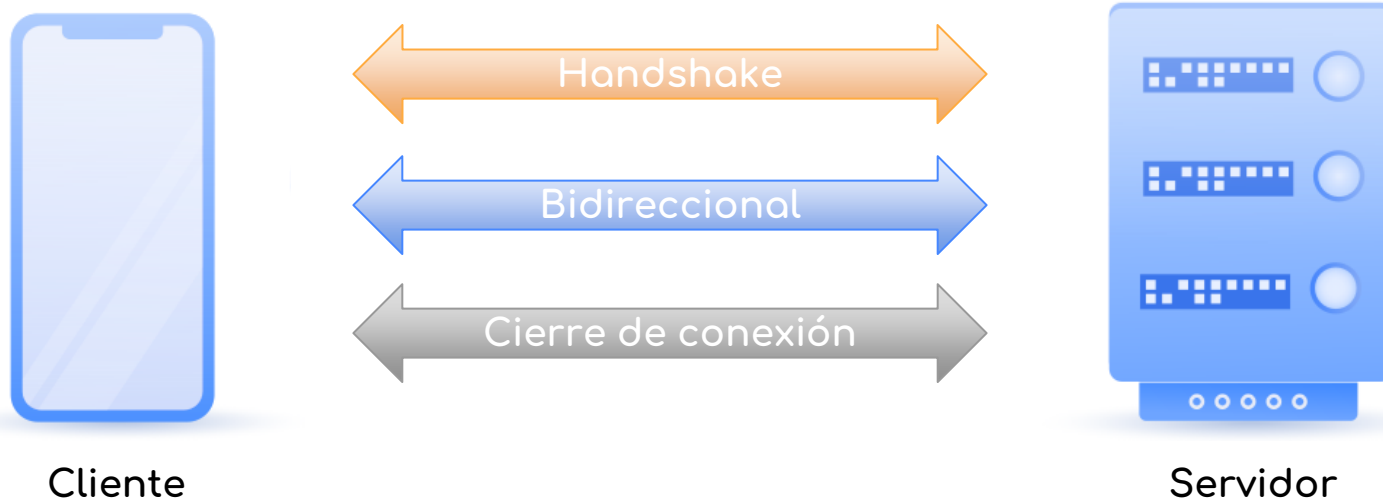 Handshake
Bidireccional
Cierre de conexión
Cliente
Servidor